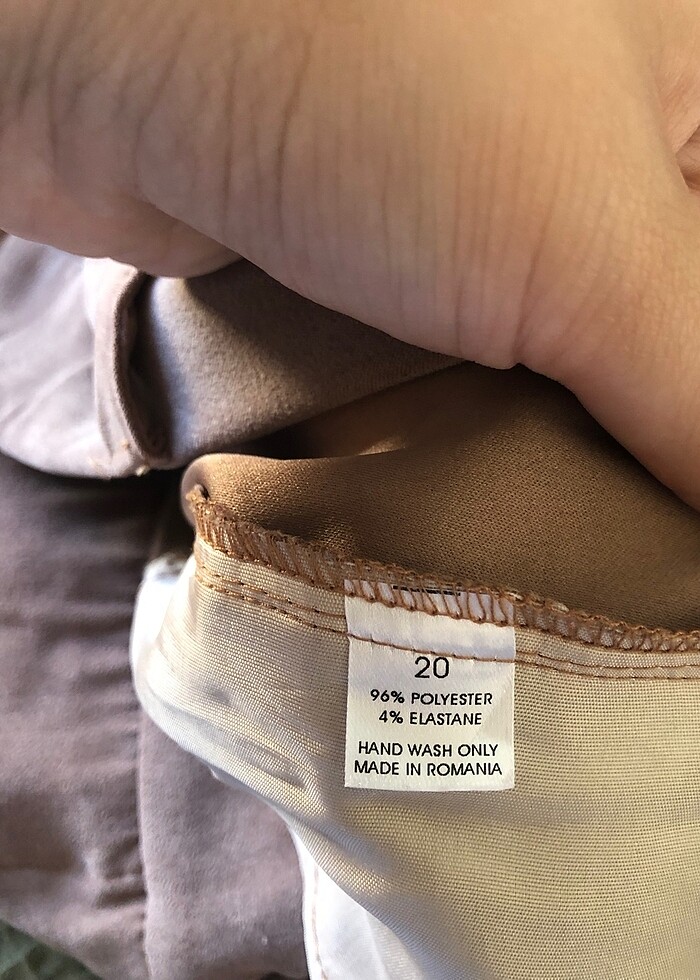 20
96% POLYESTER
4% ELASTANE
HAND WASH ONLY
MADE IN ROMANIA